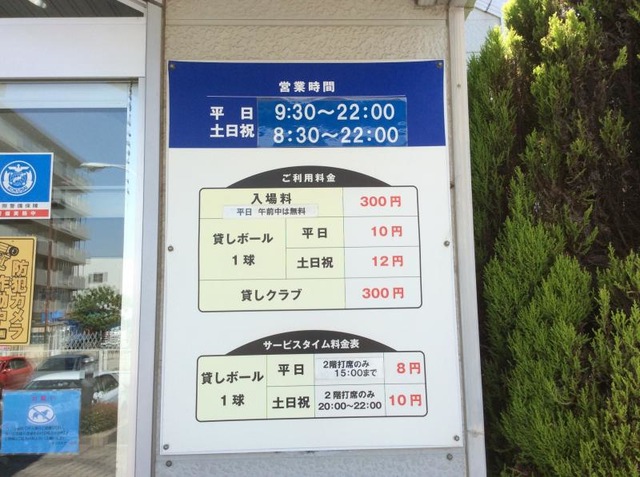 営業時間
平日 9:30〜22:00
土日祝 8:30〜22:00
ご利用料金
入場料 300円
平日 午前中は無料
貸しボール 1球 平日 10円
土日祝 12円
貸しクラブ 300円
サービスタイム料金表
貸しボール 1球 平日 2階打席のみ 15:00まで 8円
土日祝 2階打席のみ 20:00〜22:00 10円
防犯カメラ